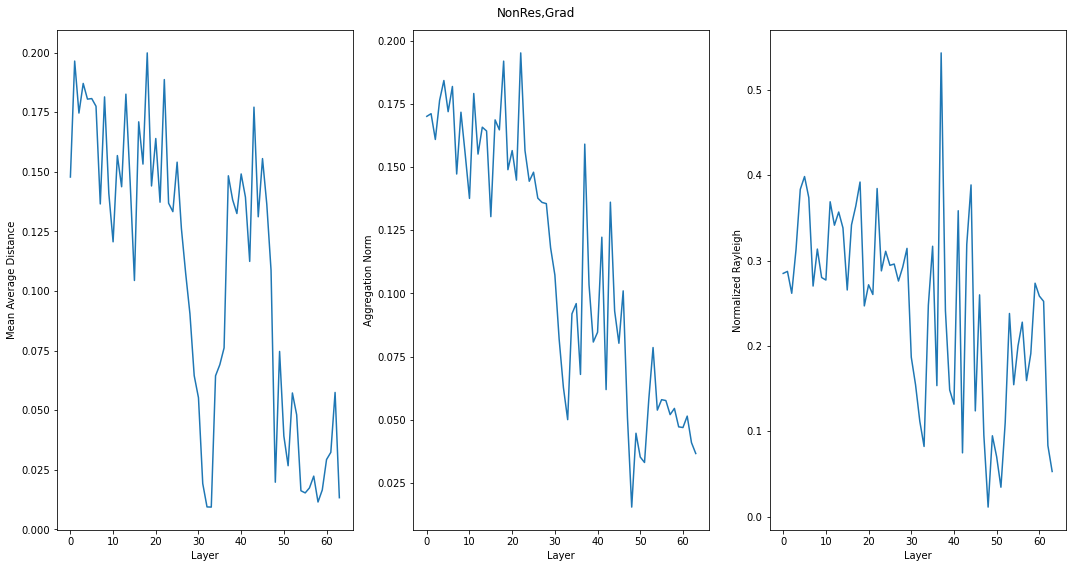 NonRes,Grad
Mean Average Distance
0.200
0.175
0.150
0.125
0.100
0.075
0.050
0.025
0.000
0 10 20 30 40 50 60
Layer
Aggregation Norm
0.200
0.175
0.150
0.125
0.100
0.075
0.050
0.025
0 10 20 30 40 50 60
Layer
Normalized Rayleigh
0.5
0.4
0.3
0.2
0.1
0.0
0 10 20 30 40 50 60
Layer